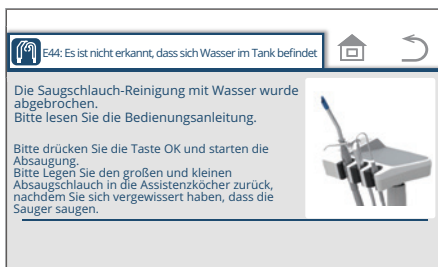 E44: Es ist nicht erkannt, dass sich Wasser im Tank befindet
Die Saugschlauch-Reinigung mit Wasser wurde
abgebrochen.
Bitte lesen Sie die Bedienungsanleitung.
Bitte drücken Sie die Taste OK und starten die
Absaugung.
Bitte Legen Sie den großen und kleinen
Absaugschlauch in die Assistenzköcher zurück,
nachdem Sie sich vergewissert haben, dass die
Sauger saugen.